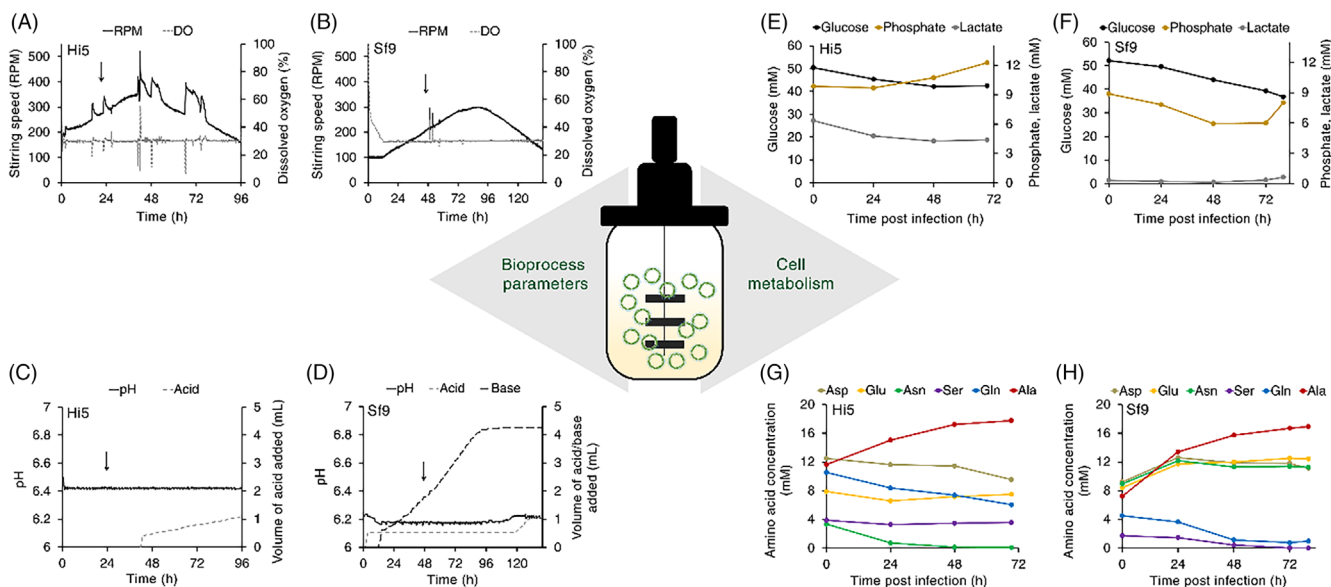 (A)
RPM DO
Hi5
Stirring speed (RPM)
500
400
300
200
100
0
Dissolved oxygen (%)
100
80
60
40
20
0
0 12 24 36 48 60 72 84 96
Time (h)
(B)
RPM DO
Sf9
Stirring speed (RPM)
500
400
300
200
100
0
Dissolved oxygen (%)
100
80
60
40
20
0
0 24 48 72 96 120
Time (h)
(E)
Glucose Phosphate Lactate
Hi5
Glucose (mM)
60
50
40
30
20
10
0
Phosphate, lactate (mM)
12
9
6
3
0
0 24 48 72
Time post infection (h)
(F)
Glucose Phosphate Lactate
Sf9
Glucose (mM)
60
50
40
30
20
10
0
Phosphate, lactate (mM)
12
9
6
3
0
0 24 48 72
Time post infection (h)
Bioprocess
parameters
Cell
metabolism
(C)
pH Acid
Hi5
pH
7
6.8
6.6
6.4
6.2
6
Volume of acid added (mL)
5
4
3
2
1
0
0 12 24 36 48 60 72 84 96
Time (h)
(D)
pH Acid Base
Sf9
pH
7
6.8
6.6
6.4
6.2
6
Volume of acid/base
added (mL)
5
4
3
2
1
0
0 24 48 72 96 120
Time (h)
(G)
Asp Glu Asn Ser Gln Ala
Hi5
Amino acid concentration
(mM)
20
16
12
8
4
0
0 24 48 72
Time post infection (h)
(H)
Asp Glu Asn Ser Gln Ala
Sf9
Amino acid concentration
(mM)
20
16
12
8
4
0
0 24 48 72
Time post infection (h)